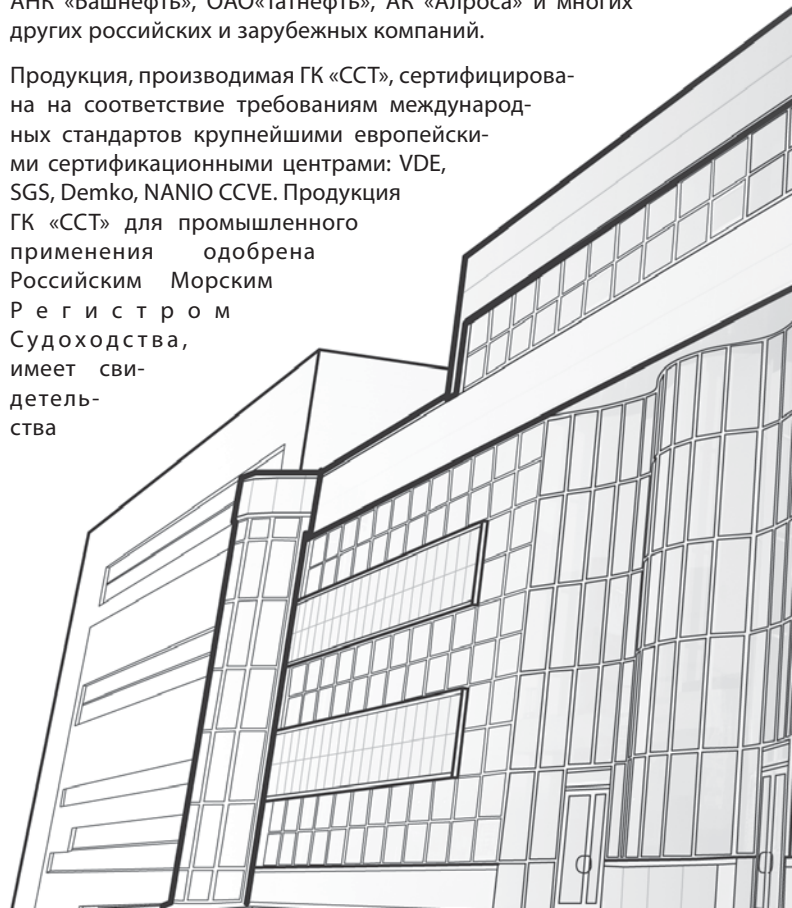 АНК «Башнефть», ОАО«Татнефть», АК «Алроса» и многих
других российских и зарубежных компаний.
Продукция, производимая ГК «ССТ», сертифицирова-
на на соответствие требованиям международ-
ных стандартов крупнейшими европейски-
ми сертификационными центрами: VDE,
SGS, Demko, NANIO CCVE. Продукция
ГК «ССТ» для промышленного
применения одобрена
Российским Морским
Регистром
Судоходства,
имеет сви-
детель-
ства